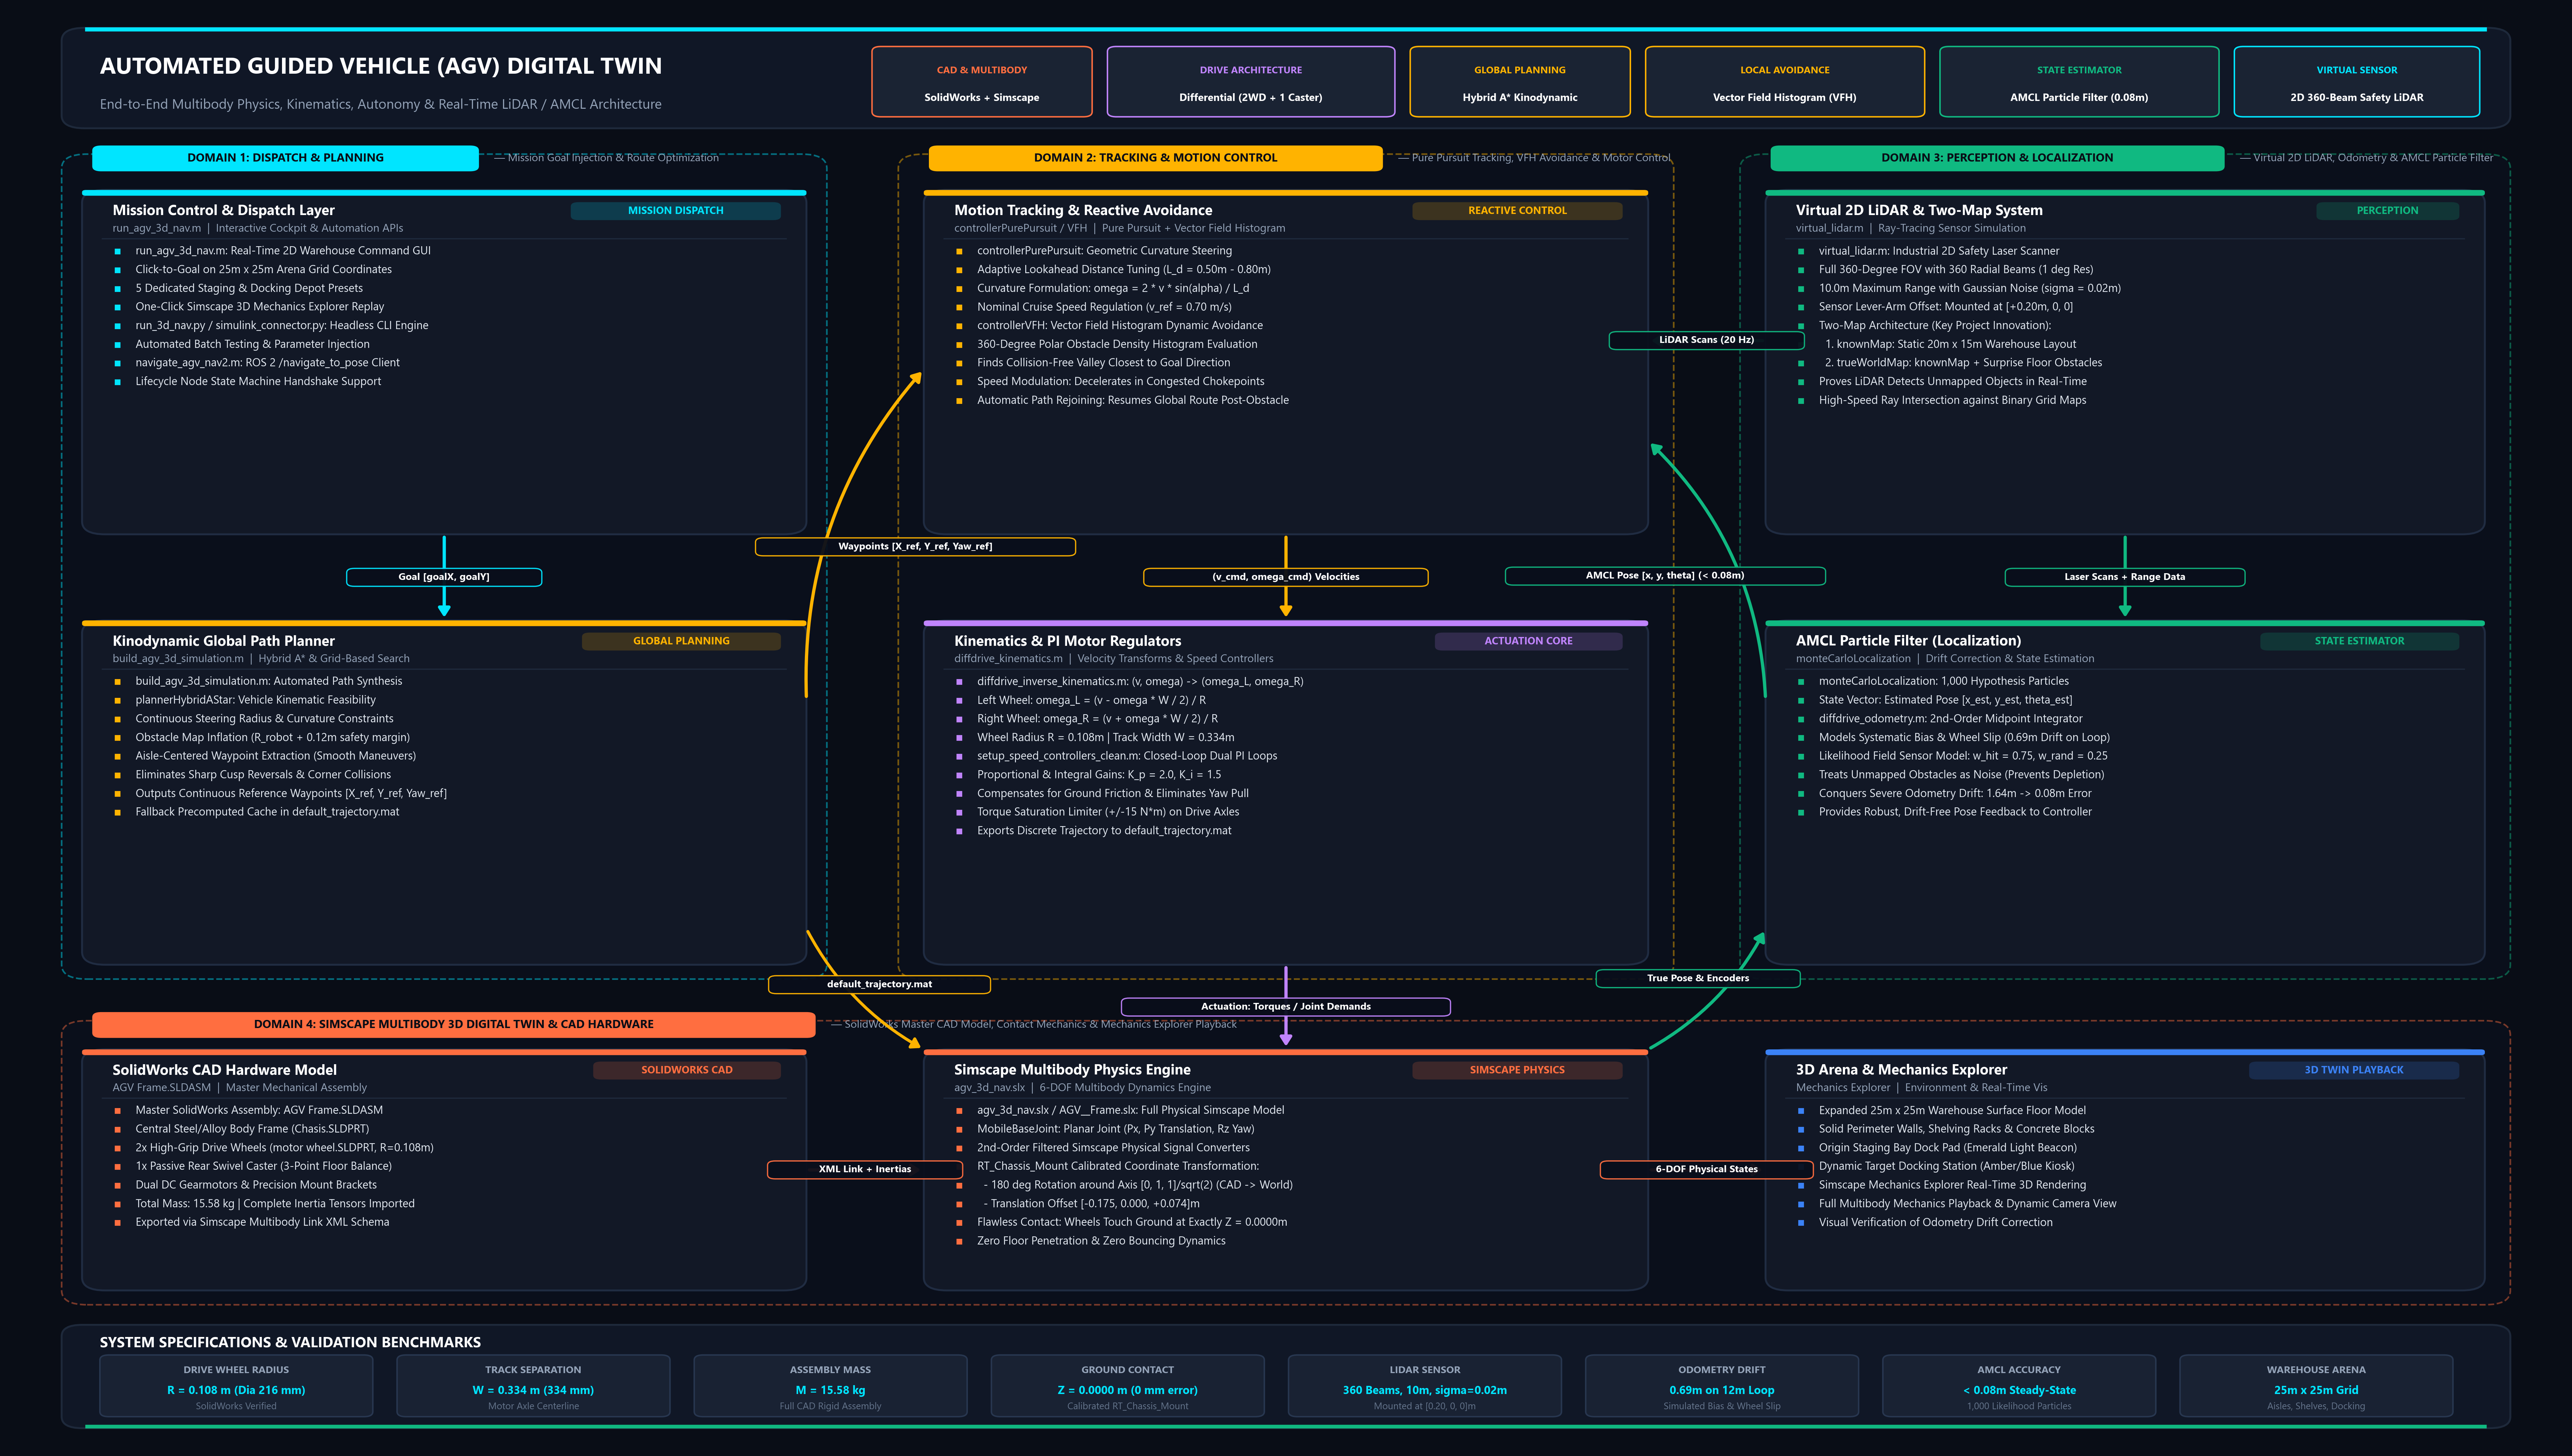 AUTOMATED GUIDED VEHICLE (AGV) DIGITAL TWIN
End-to-End Multibody Physics, Kinematics, Autonomy & Real-Time LiDAR / AMCL Architecture
CAD & MULTIBODY
SolidWorks + Simscape
DRIVE ARCHITECTURE
Differential (2WD + 1 Caster)
GLOBAL PLANNING
Hybrid A* Kinodynamic
LOCAL AVOIDANCE
Vector Field Histogram (VFH)
STATE ESTIMATOR
AMCL Particle Filter (0.08m)
VIRTUAL SENSOR
2D 360-Beam Safety LiDAR
DOMAIN 1: DISPATCH & PLANNING
— Mission Goal Injection & Route Optimization
Mission Control & Dispatch Layer
MISSION DISPATCH
run_agv_3d_nav.m | Interactive Cockpit & Automation APIs
run_agv_3d_nav.m: Real-Time 2D Warehouse Command GUI
Click-to-Goal on 25m x 25m Arena Grid Coordinates
5 Dedicated Staging & Docking Depot Presets
One-Click Simscape 3D Mechanics Explorer Replay
run_3d_nav.py / simulink_connector.py: Headless CLI Engine
Automated Batch Testing & Parameter Injection
navigate_agv_nav2.m: ROS 2 /navigate_to_pose Client
Lifecycle Node State Machine Handshake Support
Goal [goalX, goalY]
Waypoints [X_ref, Y_ref, Yaw_ref]
Kinodynamic Global Path Planner
GLOBAL PLANNING
build_agv_3d_simulation.m | Hybrid A* & Grid-Based Search
build_agv_3d_simulation.m: Automated Path Synthesis
plannerHybridAStar: Vehicle Kinematic Feasibility
Continuous Steering Radius & Curvature Constraints
Obstacle Map Inflation (R_robot + 0.12m safety margin)
Aisle-Centered Waypoint Extraction (Smooth Maneuvers)
Eliminates Sharp Cusp Reversals & Corner Collisions
Outputs Continuous Reference Waypoints [X_ref, Y_ref, Yaw_ref]
Fallback Precomputed Cache in default_trajectory.mat
default_trajectory.mat
DOMAIN 2: TRACKING & MOTION CONTROL
— Pure Pursuit Tracking, VFH Avoidance & Motor Control
Motion Tracking & Reactive Avoidance
REACTIVE CONTROL
controllerPurePursuit / VFH | Pure Pursuit + Vector Field Histogram
controllerPurePursuit: Geometric Curvature Steering
Adaptive Lookahead Distance Tuning (L_d = 0.50m - 0.80m)
Curvature Formulation: omega = 2 * v * sin(alpha) / L_d
Nominal Cruise Speed Regulation (v_ref = 0.70 m/s)
controllerVFH: Vector Field Histogram Dynamic Avoidance
360-Degree Polar Obstacle Density Histogram Evaluation
Finds Collision-Free Valley Closest to Goal Direction
Speed Modulation: Decelerates in Congested Chokepoints
Automatic Path Rejoining: Resumes Global Route Post-Obstacle
LiDAR Scans (20 Hz)
(v_cmd, omega_cmd) Velocities
AMCL Pose [x, y, theta] (< 0.08m)
Kinematics & PI Motor Regulators
ACTUATION CORE
diffdrive_kinematics.m | Velocity Transforms & Speed Controllers
diffdrive_inverse_kinematics.m: (v, omega) -> (omega_L, omega_R)
Left Wheel: omega_L = (v - omega * W / 2) / R
Right Wheel: omega_R = (v + omega * W / 2) / R
Wheel Radius R = 0.108m | Track Width W = 0.334m
setup_speed_controllers_clean.m: Closed-Loop Dual PI Loops
Proportional & Integral Gains: K_p = 2.0, K_i = 1.5
Compensates for Ground Friction & Eliminates Yaw Pull
Torque Saturation Limiter (+/-15 N*m) on Drive Axles
Exports Discrete Trajectory to default_trajectory.mat
Actuation: Torques / Joint Demands
DOMAIN 3: PERCEPTION & LOCALIZATION
— Virtual 2D LiDAR, Odometry & AMCL Particle Filter
Virtual 2D LiDAR & Two-Map System
PERCEPTION
virtual_lidar.m | Ray-Tracing Sensor Simulation
virtual_lidar.m: Industrial 2D Safety Laser Scanner
Full 360-Degree FOV with 360 Radial Beams (1 deg Res)
10.0m Maximum Range with Gaussian Noise (sigma = 0.02m)
Sensor Lever-Arm Offset: Mounted at [+0.20m, 0, 0]
Two-Map Architecture (Key Project Innovation):
1. knownMap: Static 20m x 15m Warehouse Layout
2. trueWorldMap: knownMap + Surprise Floor Obstacles
Proves LiDAR Detects Unmapped Objects in Real-Time
High-Speed Ray Intersection against Binary Grid Maps
Laser Scans + Range Data
AMCL Particle Filter (Localization)
STATE ESTIMATOR
monteCarloLocalization | Drift Correction & State Estimation
monteCarloLocalization: 1,000 Hypothesis Particles
State Vector: Estimated Pose [x_est, y_est, theta_est]
diffdrive_odometry.m: 2nd-Order Midpoint Integrator
Models Systematic Bias & Wheel Slip (0.69m Drift on Loop)
Likelihood Field Sensor Model: w_hit = 0.75, w_rand = 0.25
Treats Unmapped Obstacles as Noise (Prevents Depletion)
Conquers Severe Odometry Drift: 1.64m -> 0.08m Error
Provides Robust, Drift-Free Pose Feedback to Controller
True Pose & Encoders
DOMAIN 4: SIMSCAPE MULTIBODY 3D DIGITAL TWIN & CAD HARDWARE
— SolidWorks Master CAD Model, Contact Mechanics & Mechanics Explorer Playback
SolidWorks CAD Hardware Model
SOLIDWORKS CAD
AGV Frame.SLDASM | Master Mechanical Assembly
Master SolidWorks Assembly: AGV Frame.SLDASM
Central Steel/Alloy Body Frame (Chasis.SLDPRT)
2x High-Grip Drive Wheels (motor wheel.SLDPRT, R=0.108m)
1x Passive Rear Swivel Caster (3-Point Floor Balance)
Dual DC Gearmotors & Precision Mount Brackets
Total Mass: 15.58 kg | Complete Inertia Tensors Imported
Exported via Simscape Multibody Link XML Schema
XML Link + Inertias
Simscape Multibody Physics Engine
SIMSCAPE PHYSICS
agv_3d_nav.slx | 6-DOF Multibody Dynamics Engine
agv_3d_nav.slx / AGV__Frame.slx: Full Physical Simscape Model
MobileBaseJoint: Planar Joint (Px, Py Translation, Rz Yaw)
2nd-Order Filtered Simscape Physical Signal Converters
RT_Chassis_Mount Calibrated Coordinate Transformation:
- 180 deg Rotation around Axis [0, 1, 1]/sqrt(2) (CAD -> World)
- Translation Offset [-0.175, 0.000, +0.074]m
Flawless Contact: Wheels Touch Ground at Exactly Z = 0.0000m
Zero Floor Penetration & Zero Bouncing Dynamics
6-DOF Physical States
3D Arena & Mechanics Explorer
3D TWIN PLAYBACK
Mechanics Explorer | Environment & Real-Time Vis
Expanded 25m x 25m Warehouse Surface Floor Model
Solid Perimeter Walls, Shelving Racks & Concrete Blocks
Origin Staging Bay Dock Pad (Emerald Light Beacon)
Dynamic Target Docking Station (Amber/Blue Kiosk)
Simscape Mechanics Explorer Real-Time 3D Rendering
Full Multibody Mechanics Playback & Dynamic Camera View
Visual Verification of Odometry Drift Correction
SYSTEM SPECIFICATIONS & VALIDATION BENCHMARKS
DRIVE WHEEL RADIUS
R = 0.108 m (Dia 216 mm)
SolidWorks Verified
TRACK SEPARATION
W = 0.334 m (334 mm)
Motor Axle Centerline
ASSEMBLY MASS
M = 15.58 kg
Full CAD Rigid Assembly
GROUND CONTACT
Z = 0.0000 m (0 mm error)
Calibrated RT_Chassis_Mount
LIDAR SENSOR
360 Beams, 10m, sigma=0.02m
Mounted at [0.20, 0, 0]m
ODOMETRY DRIFT
0.69m on 12m Loop
Simulated Bias & Wheel Slip
AMCL ACCURACY
< 0.08m Steady-State
1,000 Likelihood Particles
WAREHOUSE ARENA
25m x 25m Grid
Aisles, Shelves, Docking